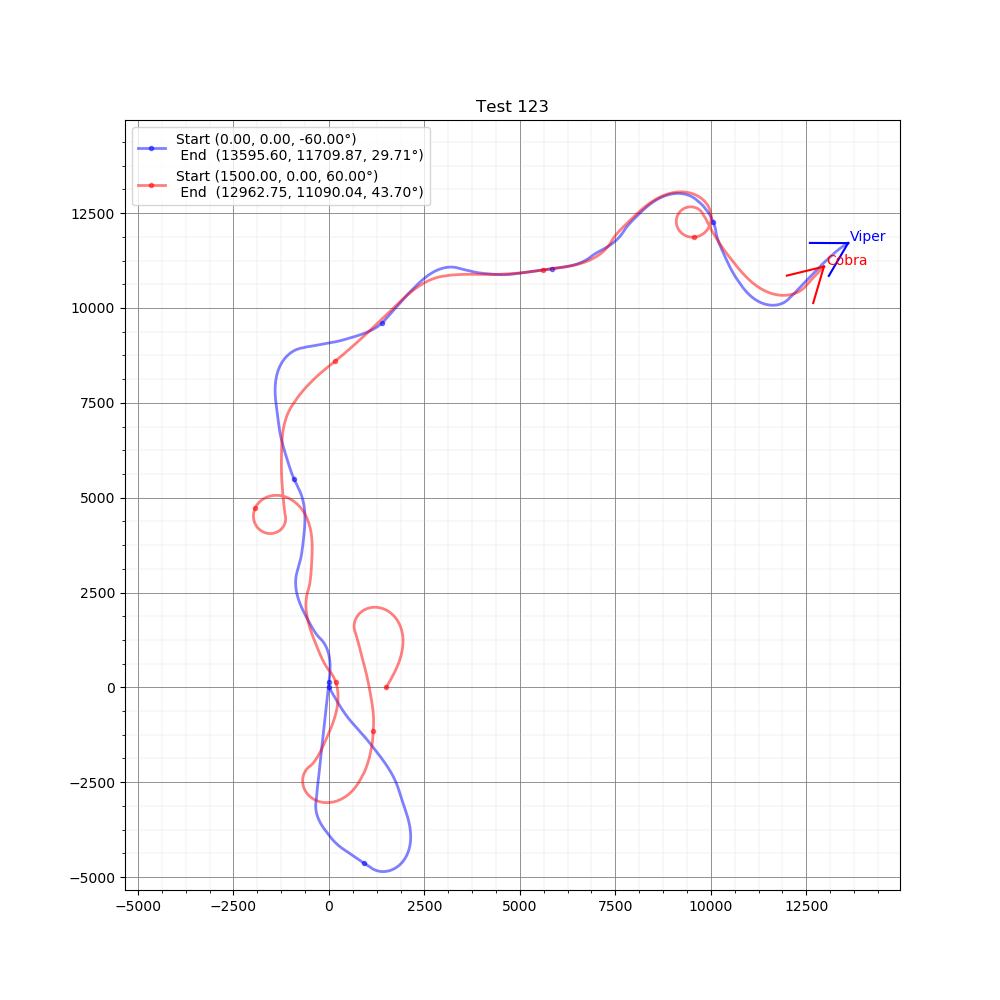 Test 123
Start (0.00, 0.00, -60.00°)
End (13595.60, 11709.87, 29.71°)
Start (1500.00, 0.00, 60.00°)
End (12962.75, 11090.04, 43.70°)
12500
10000
7500
5000
2500
0
−2500
−5000
Viper
Cobra
−5000 −2500 0 2500 5000 7500 10000 12500